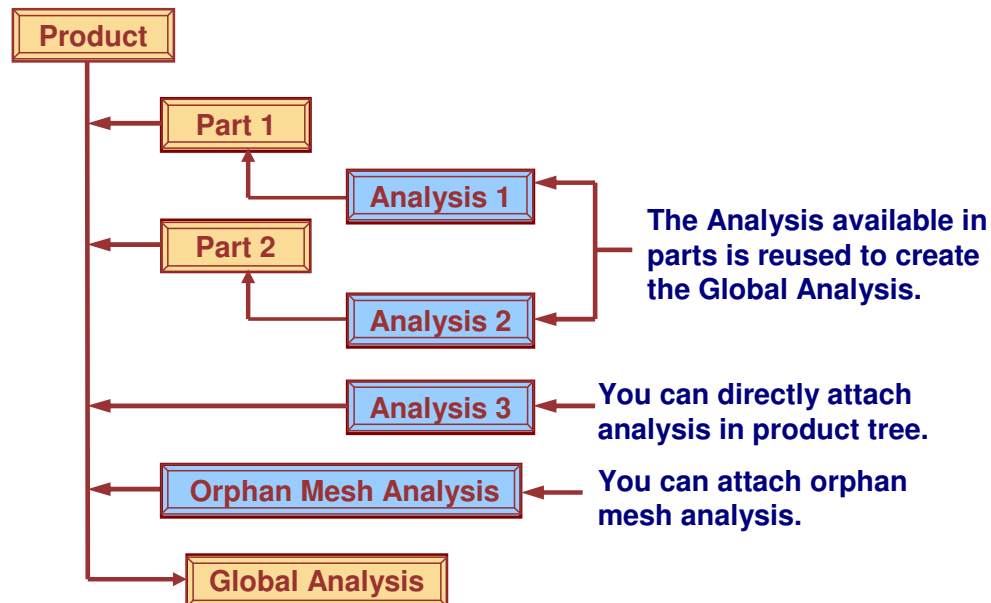 Product
Part 1
Analysis 1
Part 2
The Analysis available in
parts is reused to create
the Global Analysis.
Analysis 2
Analysis 3
You can directly attach
analysis in product tree.
Orphan Mesh Analysis
You can attach orphan
mesh analysis.
Global Analysis